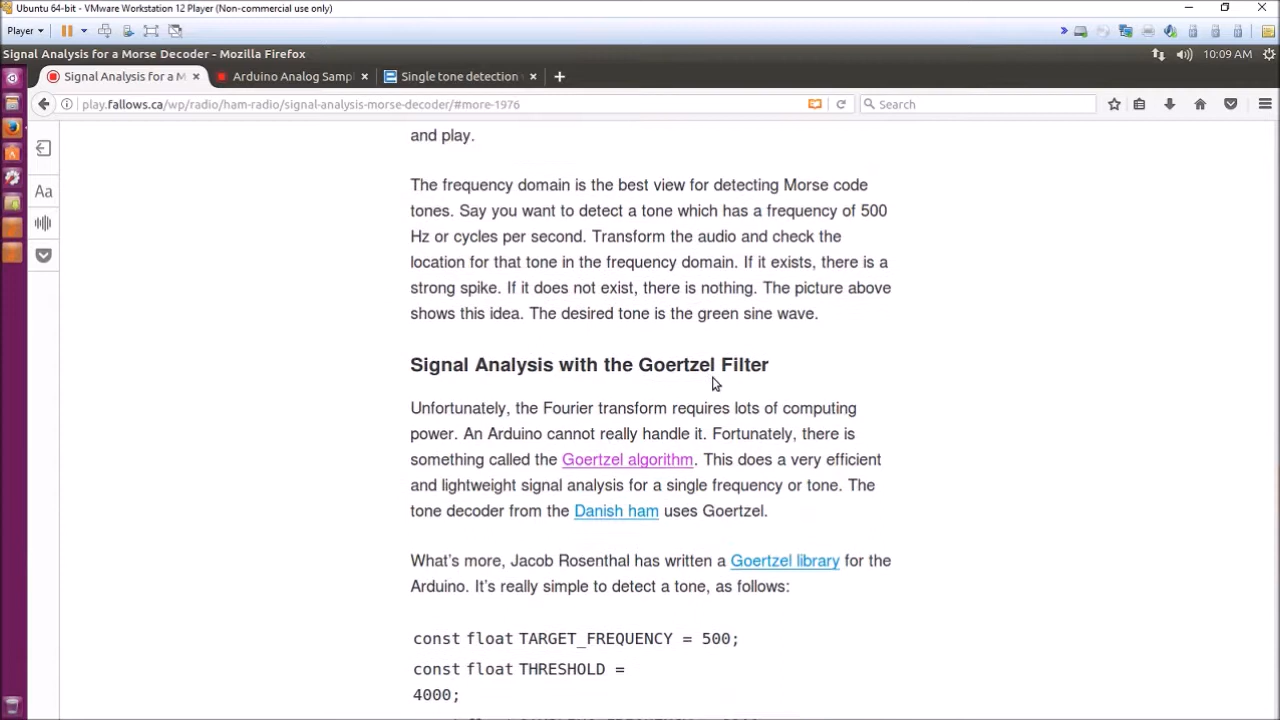 Ubuntu 64-bit - VMware Workstation 12 Player (Non-commercial use only)
Player
Signal Analysis for a Morse Decoder - Mozilla Firefox
10:09 AM
Signal Analysis for a M
Arduino Analog Samp
Single tone detection
play.fallows.ca/wp/radio/ham-radio/signal-analysis-morse-decoder/#more-1976
Search
Aa
and play.
The frequency domain is the best view for detecting Morse code
tones. Say you want to detect a tone which has a frequency of 500
Hz or cycles per second. Transform the audio and check the
location for that tone in the frequency domain. If it exists, there is a
strong spike. If it does not exist, there is nothing. The picture above
shows this idea. The desired tone is the green sine wave.
Signal Analysis with the Goertzel Filter
Unfortunately, the Fourier transform requires lots of computing
power. An Arduino cannot really handle it. Fortunately, there is
something called the Goertzel algorithm. This does a very efficient
and lightweight signal analysis for a single frequency or tone. The
tone decoder from the Danish ham uses Goertzel.
What's more, Jacob Rosenthal has written a Goertzel library for the
Arduino. It's really simple to detect a tone, as follows:
const float TARGET_FREQUENCY = 500;
const float THRESHOLD =
4000;